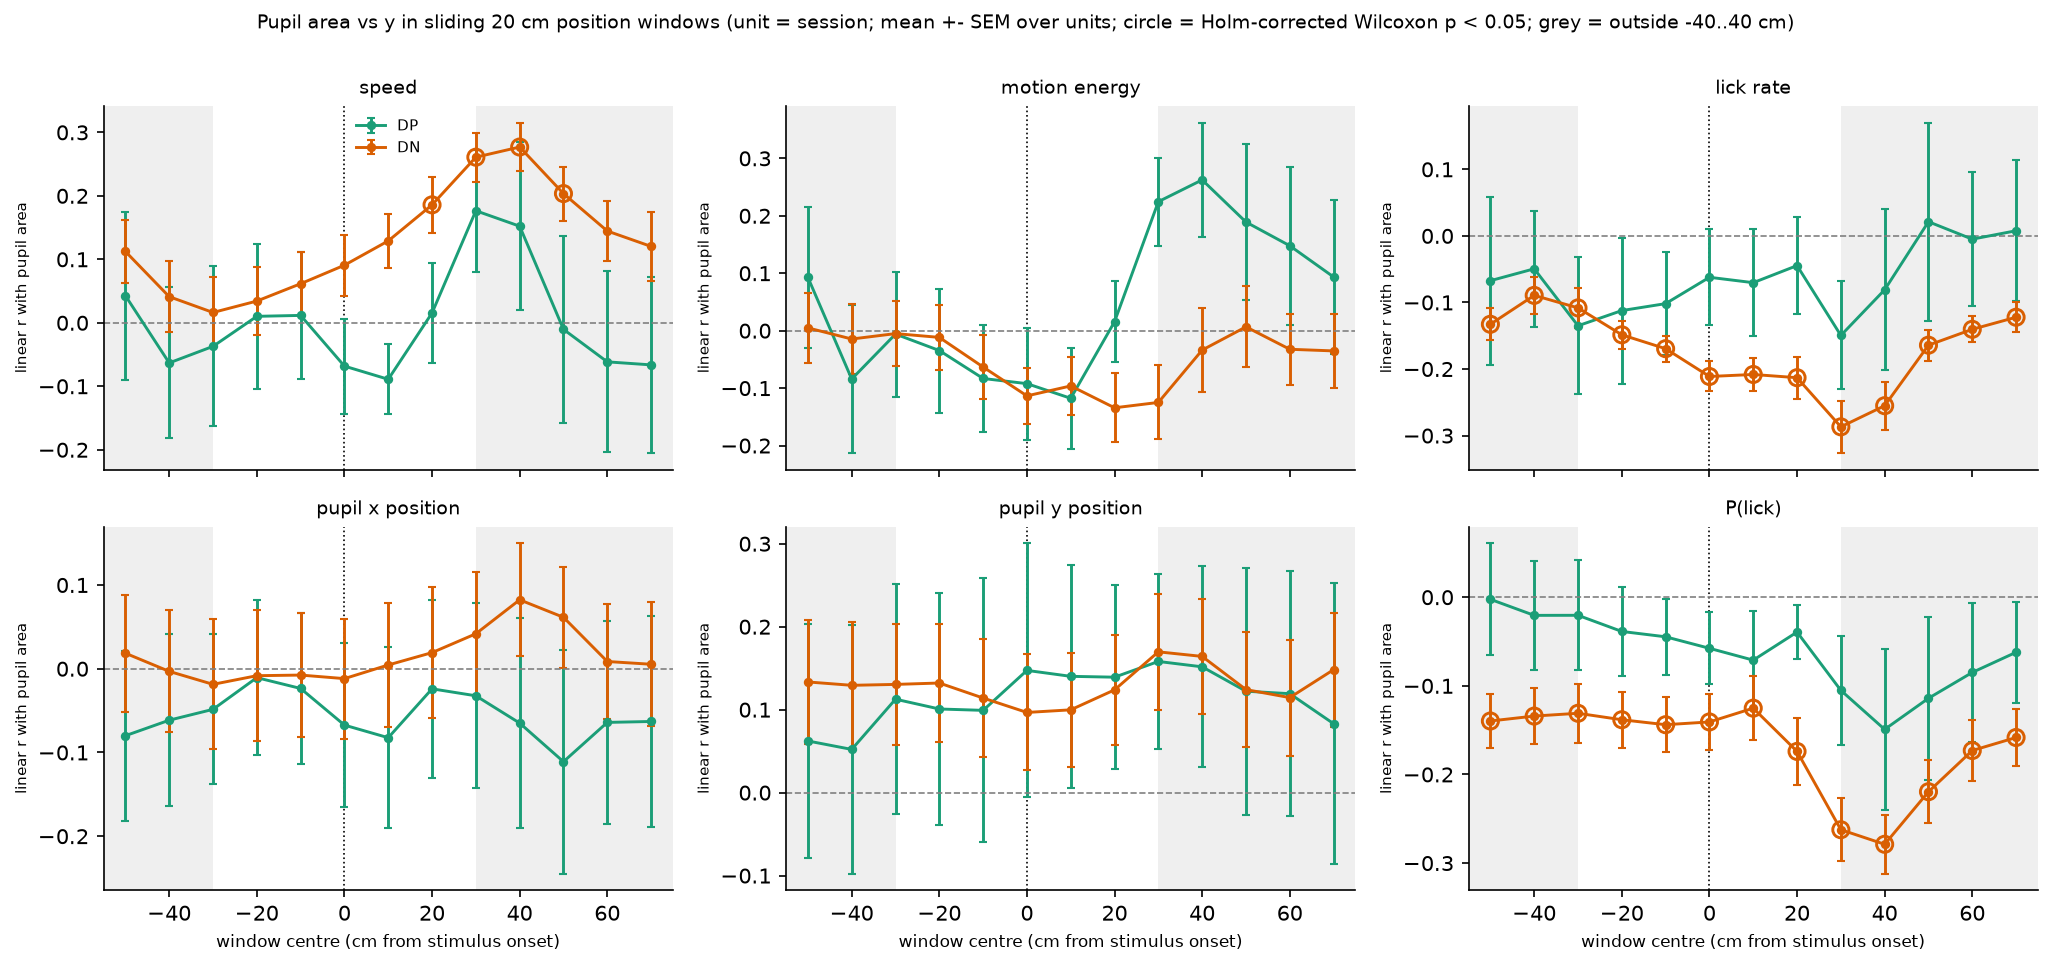 Pupil area vs y in sliding 20 cm position windows (unit = session; mean +- SEM over units; circle = Holm-corrected Wilcoxon p < 0.05; grey = outside -40..40 cm)
speed
linear r with pupil area
0.3
0.2
0.1
0.0
−0.1
−0.2
DP
DN
motion energy
linear r with pupil area
0.3
0.2
0.1
0.0
−0.1
−0.2
lick rate
linear r with pupil area
0.1
0.0
−0.1
−0.2
−0.3
pupil x position
linear r with pupil area
0.1
0.0
−0.1
−0.2
−40 −20 0 20 40 60
window centre (cm from stimulus onset)
pupil y position
linear r with pupil area
0.3
0.2
0.1
0.0
−0.1
−40 −20 0 20 40 60
window centre (cm from stimulus onset)
P(lick)
linear r with pupil area
0.0
−0.1
−0.2
−0.3
−40 −20 0 20 40 60
window centre (cm from stimulus onset)